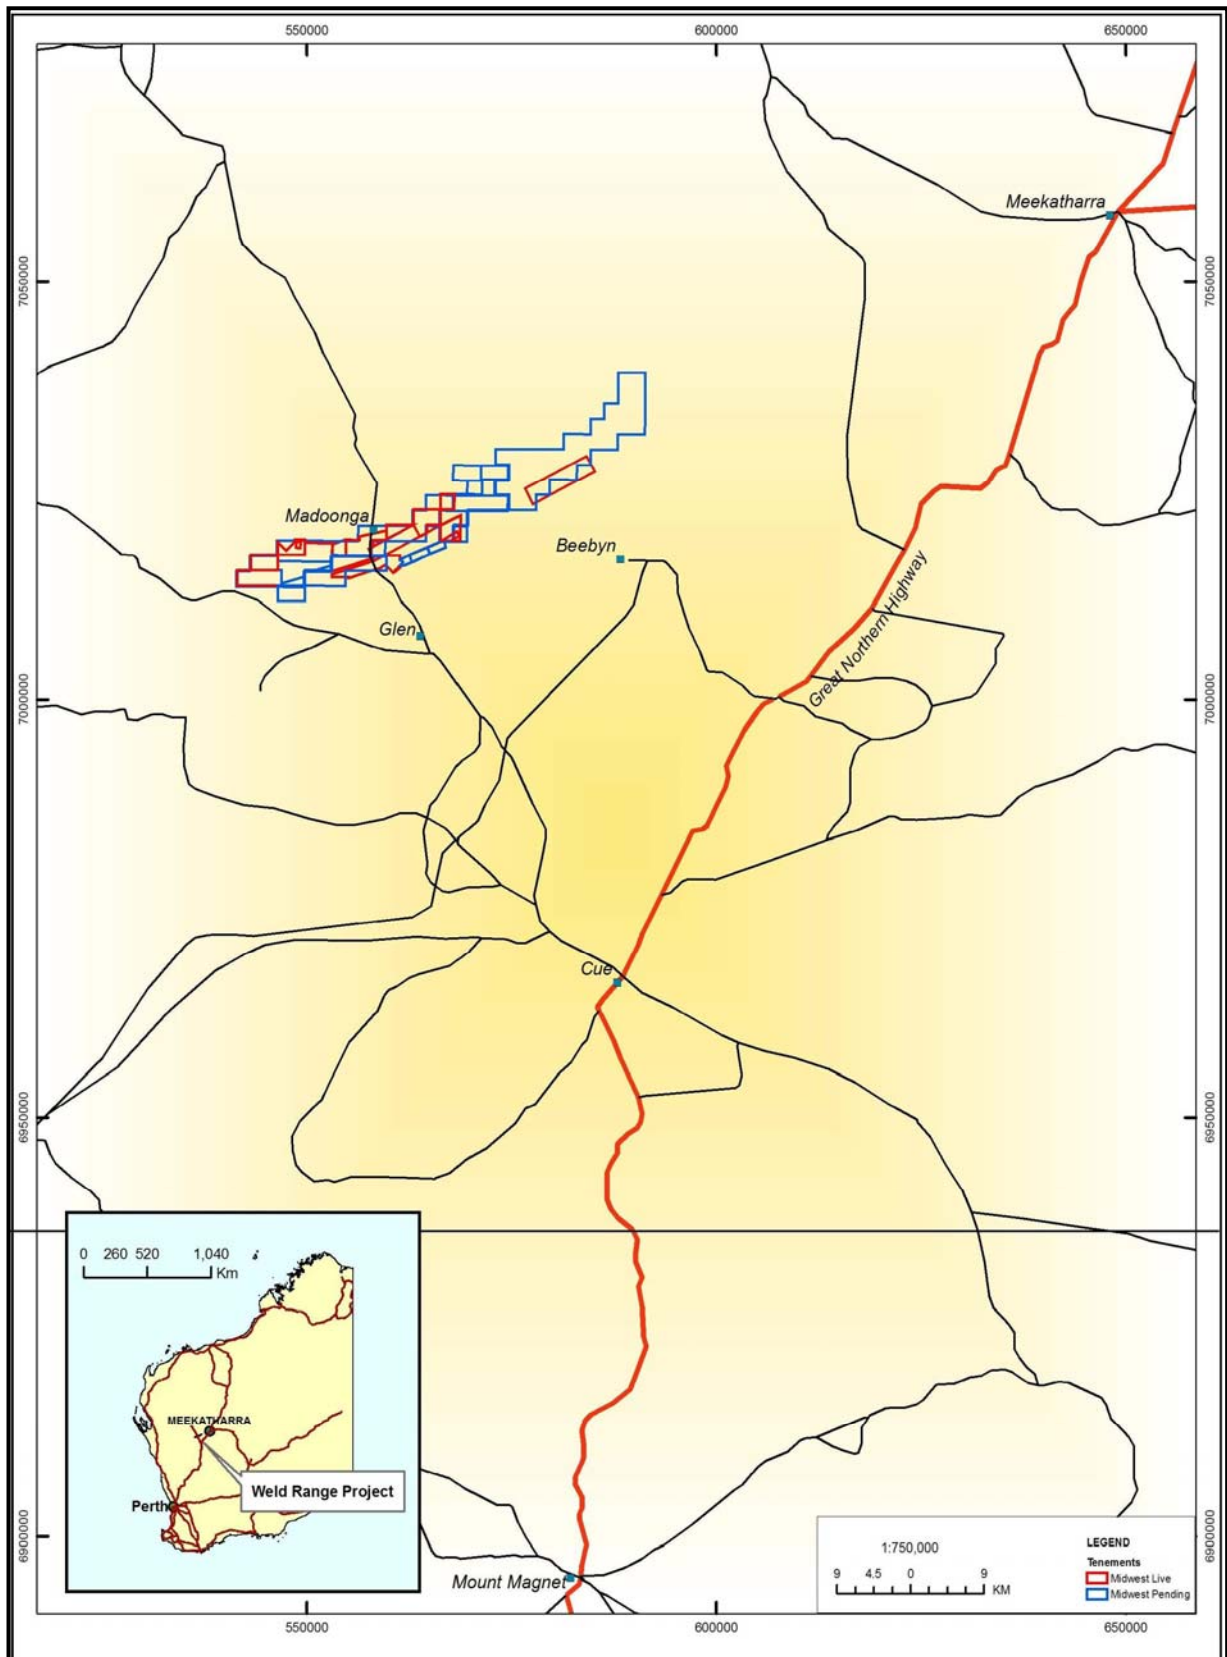 550000
600000
650000
Meekatharra
7050000
7050000
Madoonga
Beebyn
Glen
Great Northern Highway
7000000
7000000
Cue
6950000
6950000
0 260 520 1,040
Km
MEEKATHARRA
Weld Range Project
Perth
6900000
6900000
1:750,000
9 4.5 0 9
KM
LEGEND
Tenements
Midwest Live
Midwest Pending
Mount Magnet
550000
600000
650000